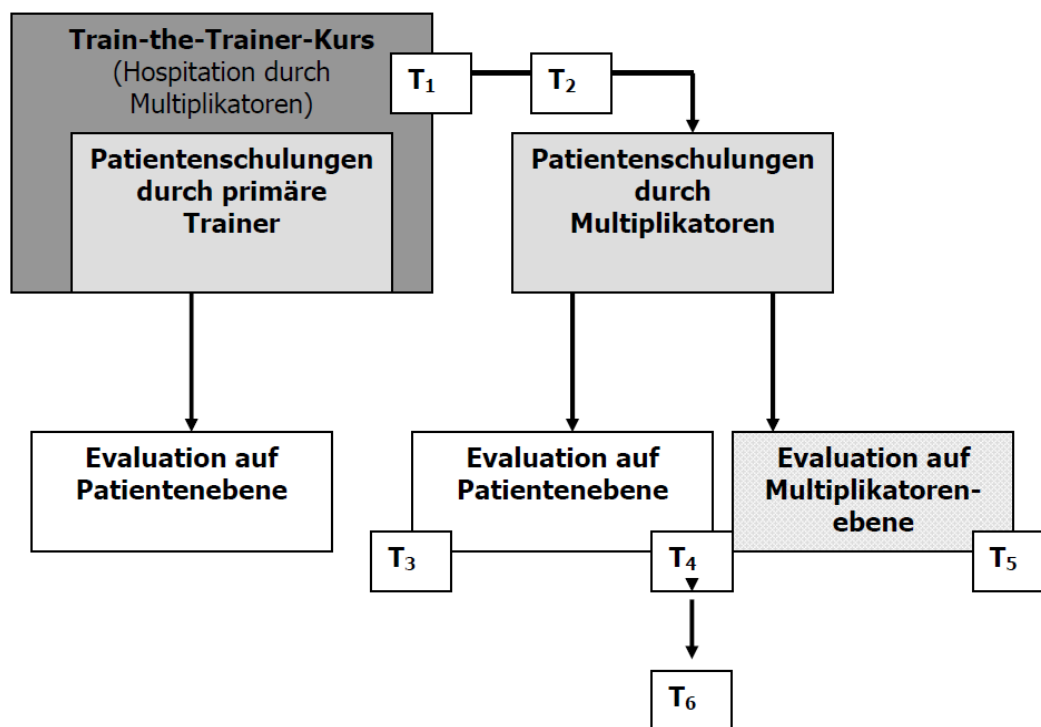 Train-the-Trainer-Kurs
(Hospitation durch
Multiplikatoren)
T₁
T₂
Patientenschulungen
durch primäre
Trainer
Patientenschulungen
durch
Multiplikatoren
Evaluation auf
Patientenebene
Evaluation auf
Patientenebene
Evaluation auf
Multiplikatoren-
ebene
T₃
T₄
T₅
T₆